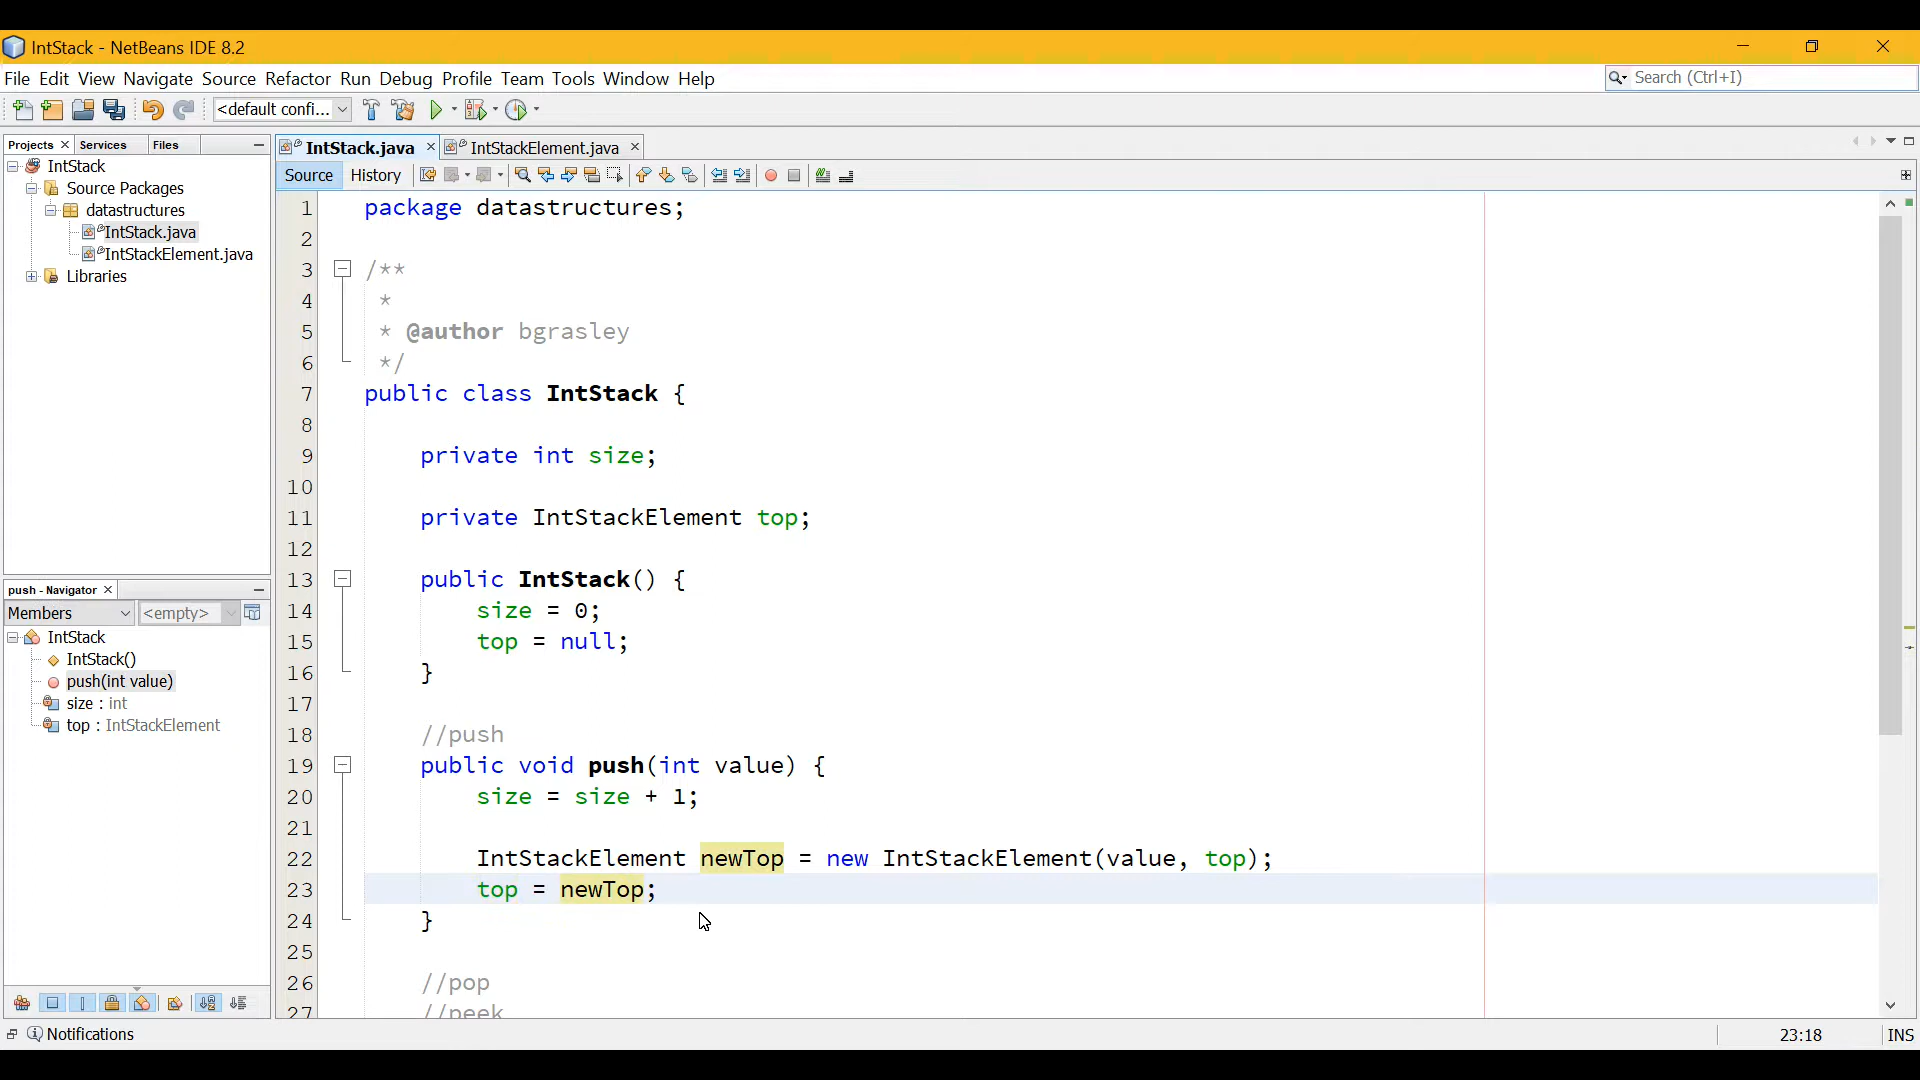 IntStack - NetBeans IDE 8.2
File Edit View Navigate Source Refactor Run Debug Profile Team Tools Window Help
Search (Ctrl+I)
<default confi...
Projects Services Files
IntStack
Source Packages
datastructures
IntStack.java
IntStackElement.java
Libraries
push - Navigator
Members <empty>
IntStack
IntStack()
push(int value)
size : int
top : IntStackElement
IntStack.java IntStackElement.java
Source History
1 package datastructures;
2
3 /**
4 *
5 * @author bgrasley
6 */
7 public class IntStack {
8
9 private int size;
10
11 private IntStackElement top;
12
13 public IntStack() {
14 size = 0;
15 top = null;
16 }
17
18 //push
19 public void push(int value) {
20 size = size + 1;
21
22 IntStackElement newTop = new IntStackElement(value, top);
23 top = newTop;
24 }
25
26 //pop
27 //peek
Notifications
23:18 INS